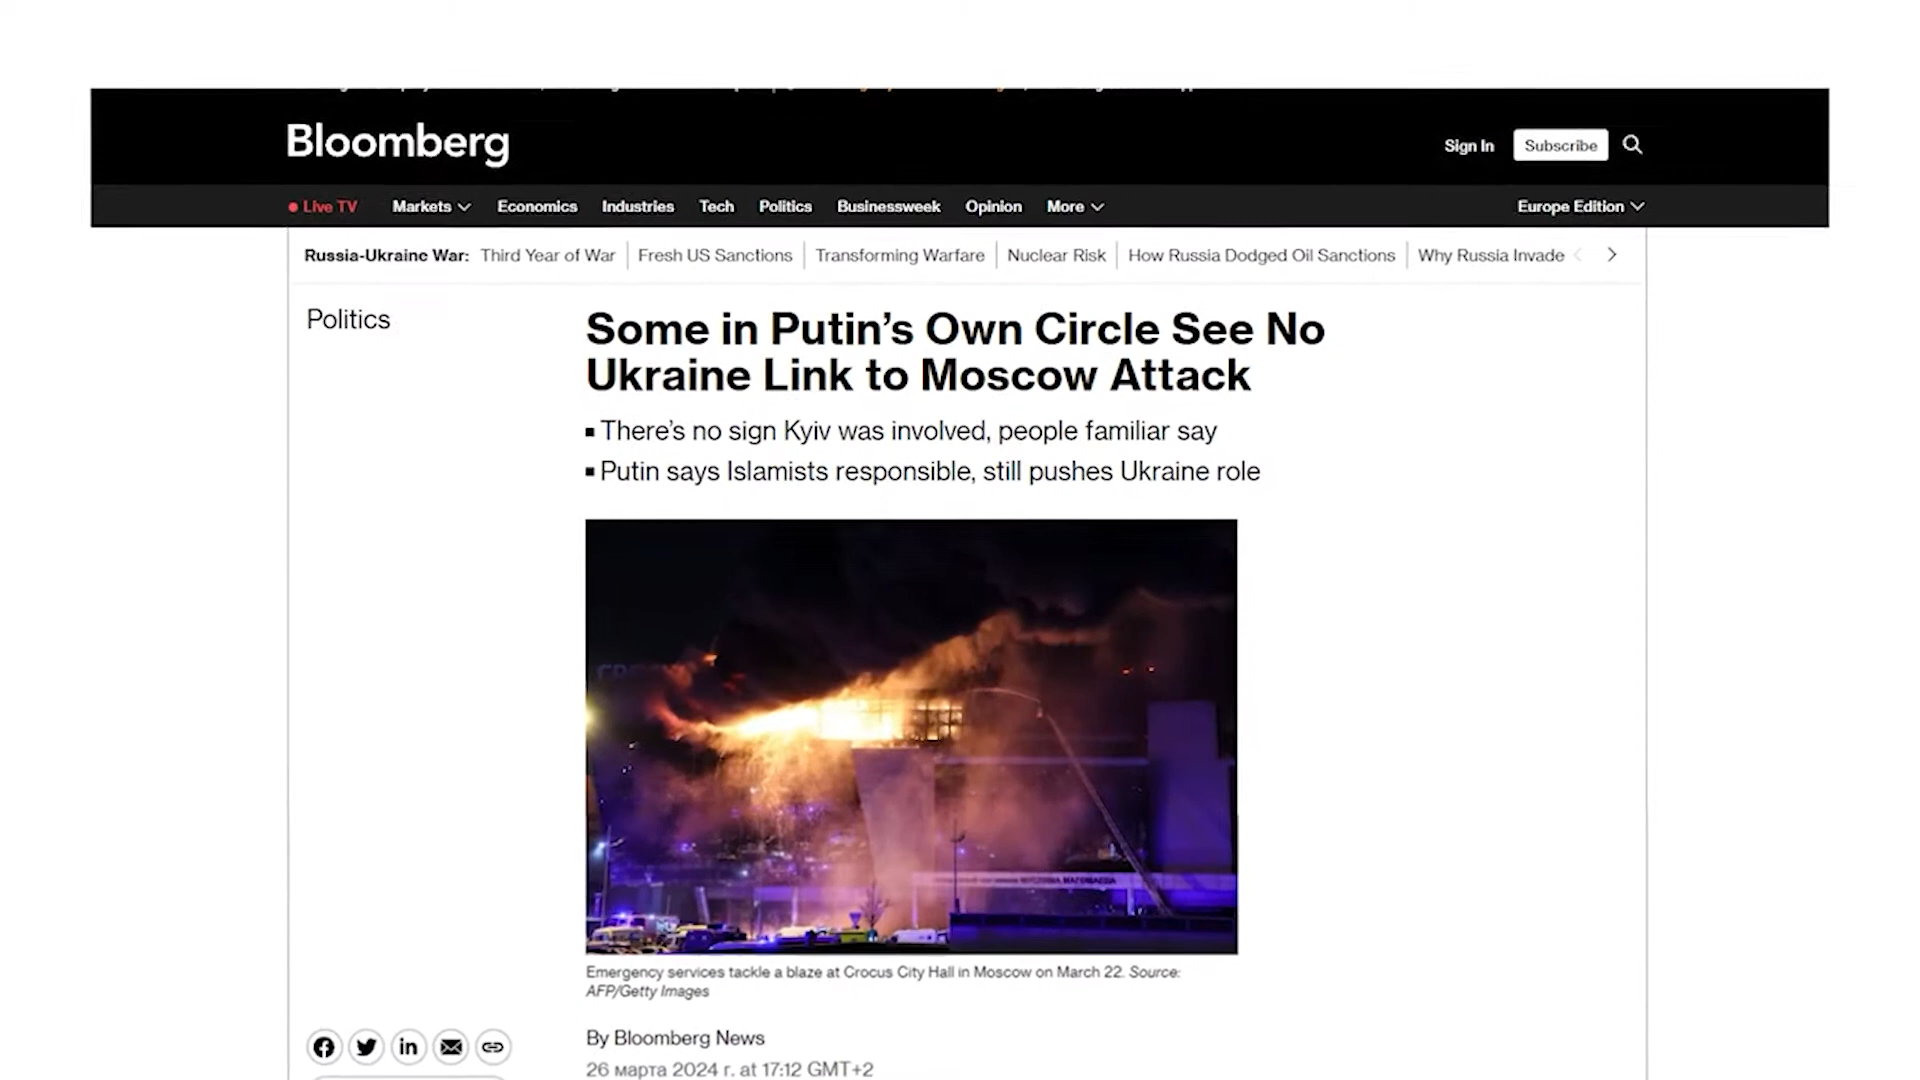 Bloomberg
Sign In
Subscribe
Live TV
Markets
Economics
Industries
Tech
Politics
Businessweek
Opinion
More
Europe Edition
Russia-Ukraine War: Third Year of War
Fresh US Sanctions
Transforming Warfare
Nuclear Risk
How Russia Dodged Oil Sanctions
Why Russia Invade
Politics
Some in Putin's Own Circle See No
Ukraine Link to Moscow Attack
There's no sign Kyiv was involved, people familiar say
Putin says Islamists responsible, still pushes Ukraine role
Emergency services tackle a blaze at Crocus City Hall in Moscow on March 22. Source:
AFP/Getty Images
By Bloomberg News
26 марта 2024 г. at 17:12 GMT+2